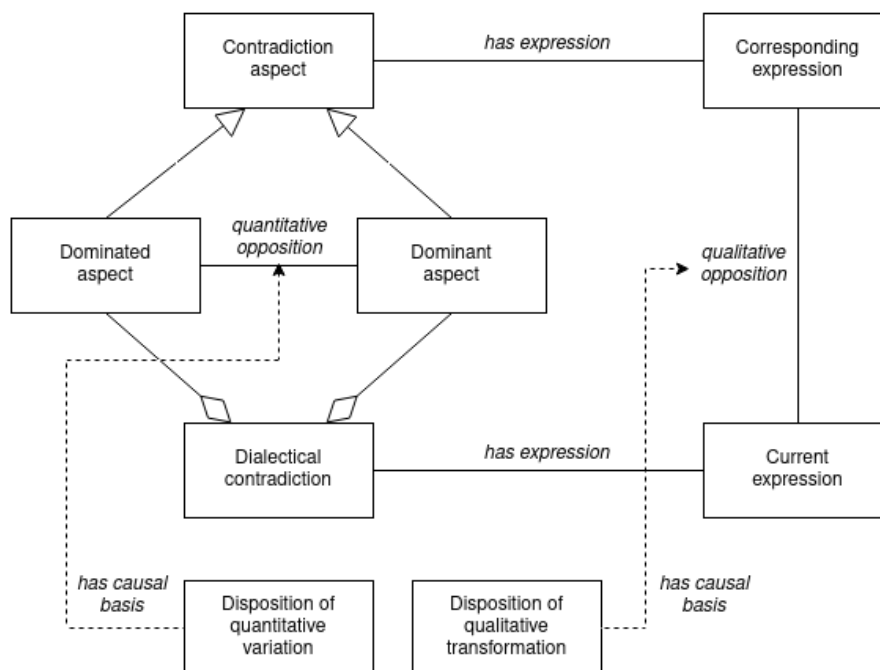 Contradiction
aspect
has expression
Corresponding
expression
Dominated
aspect
quantitative
opposition
Dominant
aspect
qualitative
opposition
Dialectical
contradiction
has expression
Current
expression
has causal
basis
Disposition of
quantitative
variation
Disposition of
qualitative
transformation
has causal
basis